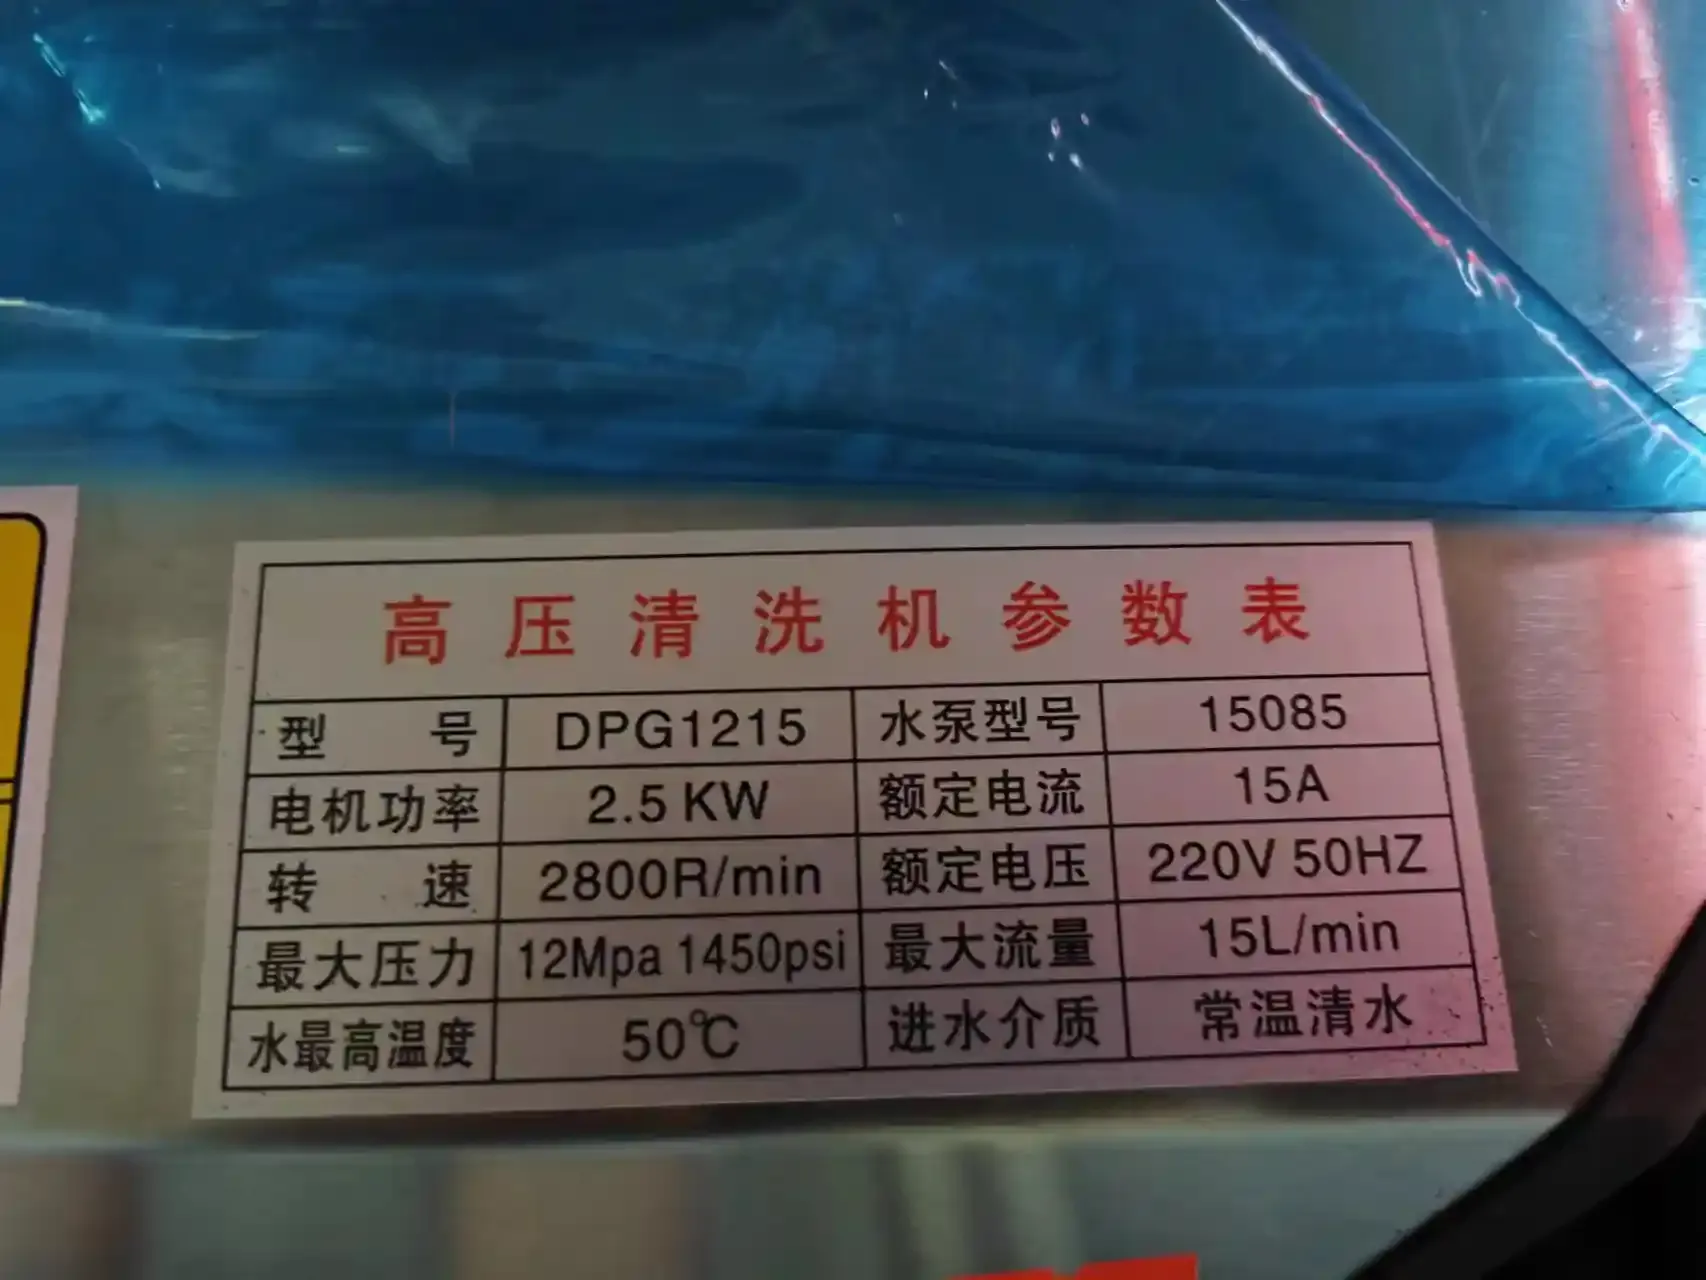 高压清洗机参数表
型 号 DPG1215 水泵型号 15085
电机功率 2.5 KW 额定电流 15A
转 速 2800R/min 额定电压 220V 50HZ
最大压力 12Mpa 1450psi 最大流量 15L/min
水最高温度 50℃ 进水介质 常温清水